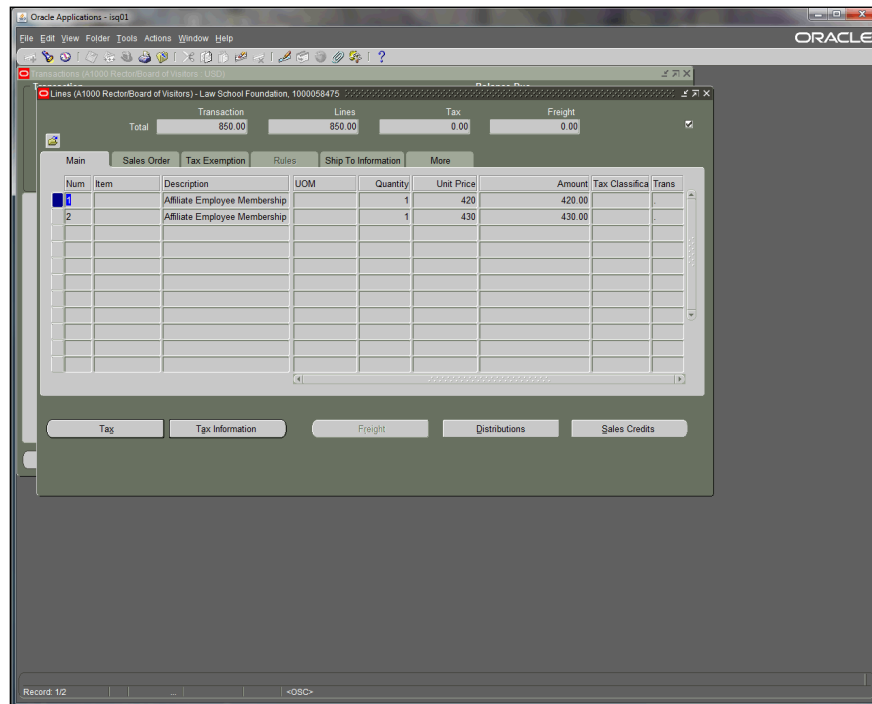 Oracle Applications - isq01
File Edit View Folder Tools Actions Window Help
ORACLE
Transactions (A1000 Rector/Board of Visitors : USD)
Transaction
Balance Due
Lines (A1000 Rector/Board of Visitors) - Law School Foundation, 1000058475
Transaction Lines Tax Freight
Total 850.00 850.00 0.00 0.00
Main Sales Order Tax Exemption Rules Ship To Information More
Num Item Description UOM Quantity Unit Price Amount Tax Classifica Trans
1 Affiliate Employee Membership 1 420 420.00 .
2 Affiliate Employee Membership 1 430 430.00 .
Tax Tax Information Freight Distributions Sales Credits
Record: 1/2 ... <OSC>